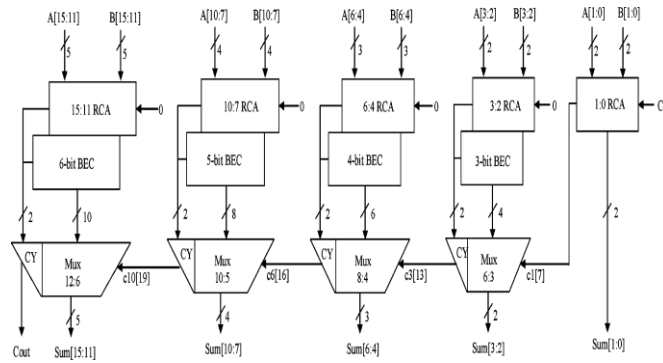 A[15:11] B[15:11] A[10:7] B[10:7] A[6:4] B[6:4] A[3:2] B[3:2] A[1:0] B[1:0]
5 5 4 4 3 3 2 2 2 2
15:11 RCA 0 10:7 RCA 0 6:4 RCA 0 3:2 RCA 0 1:0 RCA C
6-bit BEC 5-bit BEC 4-bit BEC 3-bit BEC
2 10 2 8 2 6 2 4 2
CY Mux CY Mux CY Mux CY Mux
12:6 10:5 8:4 6:3
c10[19] c6[16] c3[13] c1[7]
5 4 3 2
Cout Sum[15:11] Sum[10:7] Sum[6:4] Sum[3:2] Sum[1:0]